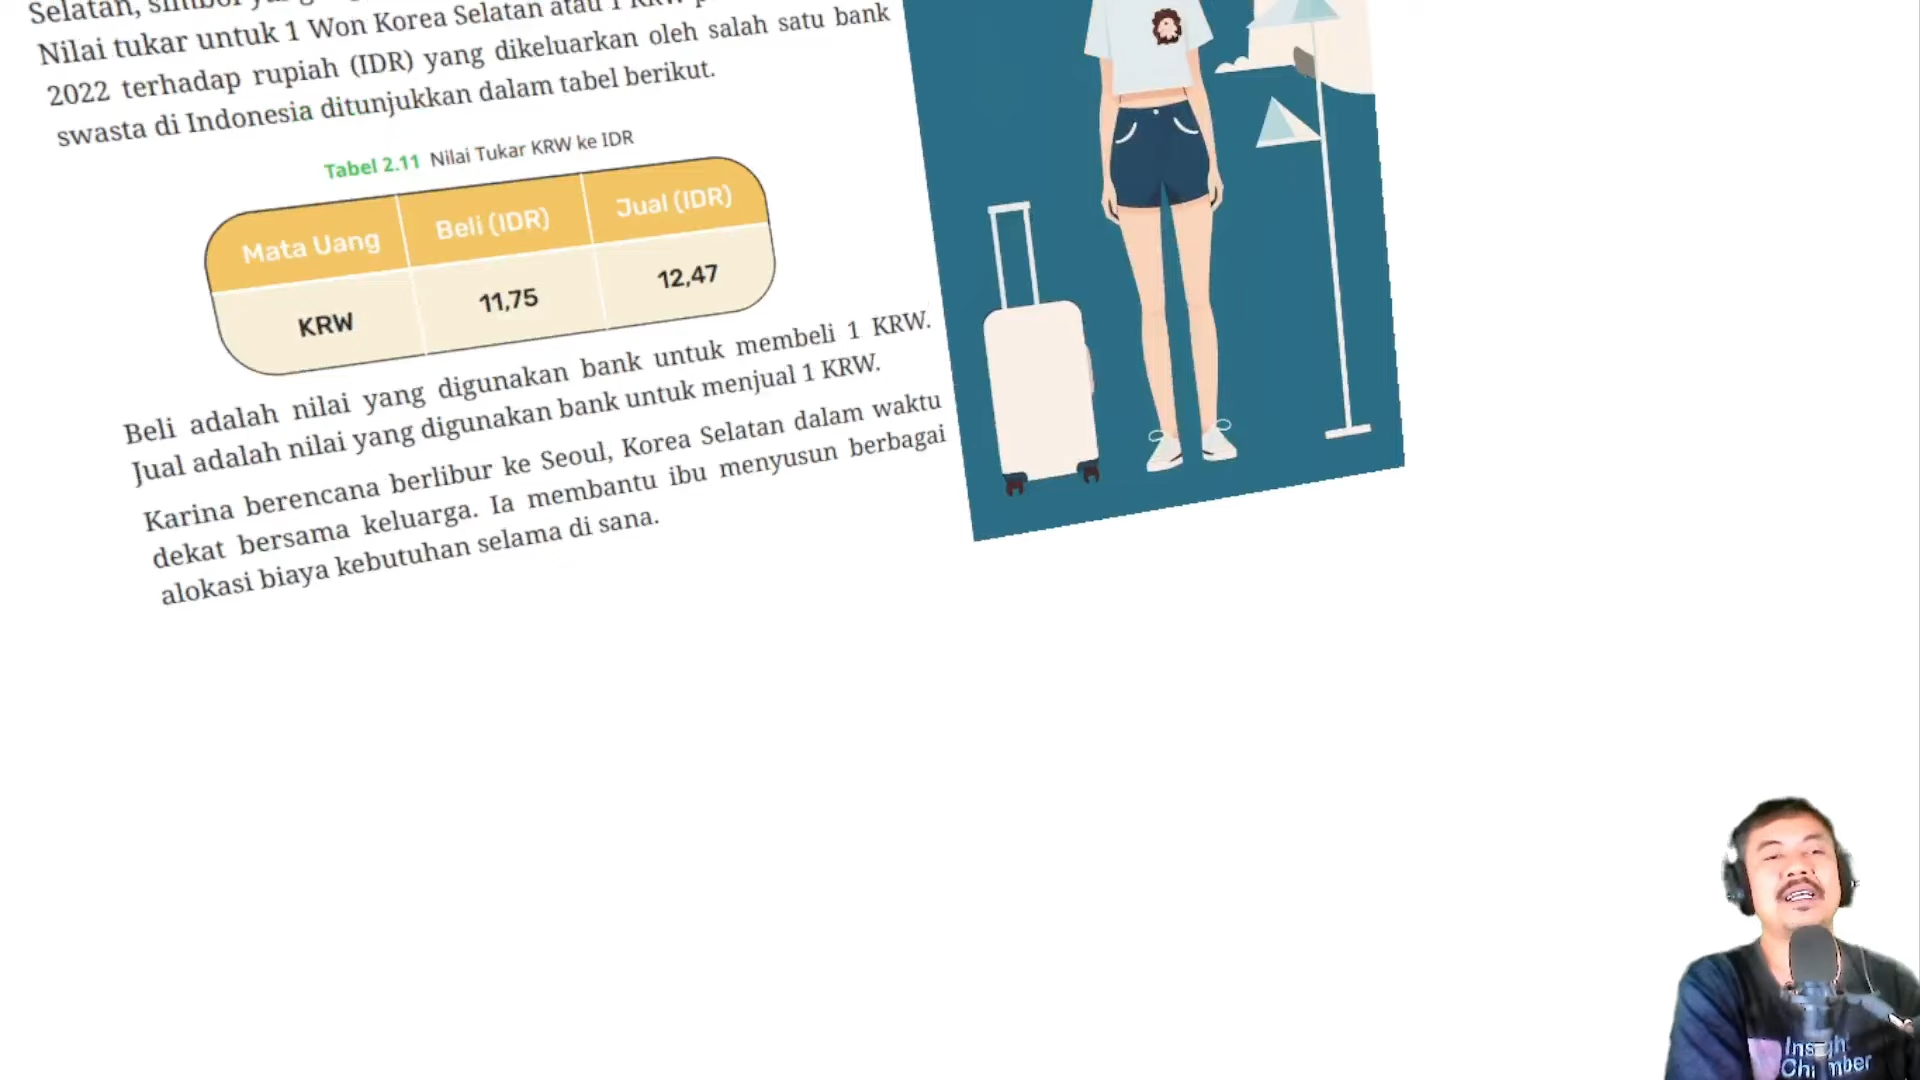 Selatan,
Nilai tukar untuk 1 Won Korea Selatan atau 1 KRW
2022 terhadap rupiah (IDR) yang dikeluarkan oleh salah satu bank
swasta di Indonesia ditunjukkan dalam tabel berikut.
Tabel 2.11 Nilai Tukar KRW ke IDR
Mata Uang Beli (IDR) Jual (IDR)
KRW 11,75 12,47
Beli adalah nilai yang digunakan bank untuk membeli 1 KRW.
Jual adalah nilai yang digunakan bank untuk menjual 1 KRW.
Karina berencana berlibur ke Seoul, Korea Selatan dalam waktu
dekat bersama keluarga. Ia membantu ibu menyusun berbagai
alokasi biaya kebutuhan selama di sana.